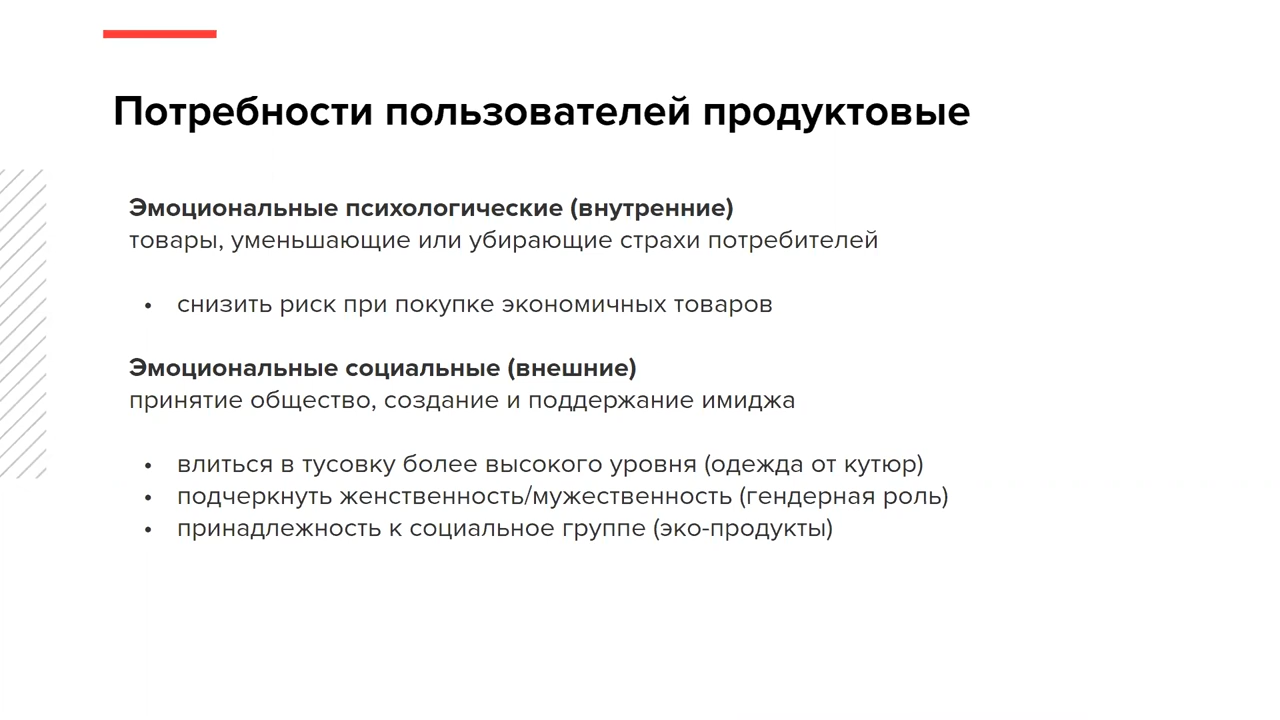 Потребности пользователей продуктовые
Эмоциональные психологические (внутренние)
товары, уменьшающие или убирающие страхи потребителей
• снизить риск при покупке экономичных товаров
Эмоциональные социальные (внешние)
принятие общество, создание и поддержание имиджа
• влиться в тусовку более высокого уровня (одежда от кутюр)
• подчеркнуть женственность/мужественность (гендерная роль)
• принадлежность к социальное группе (эко-продукты)